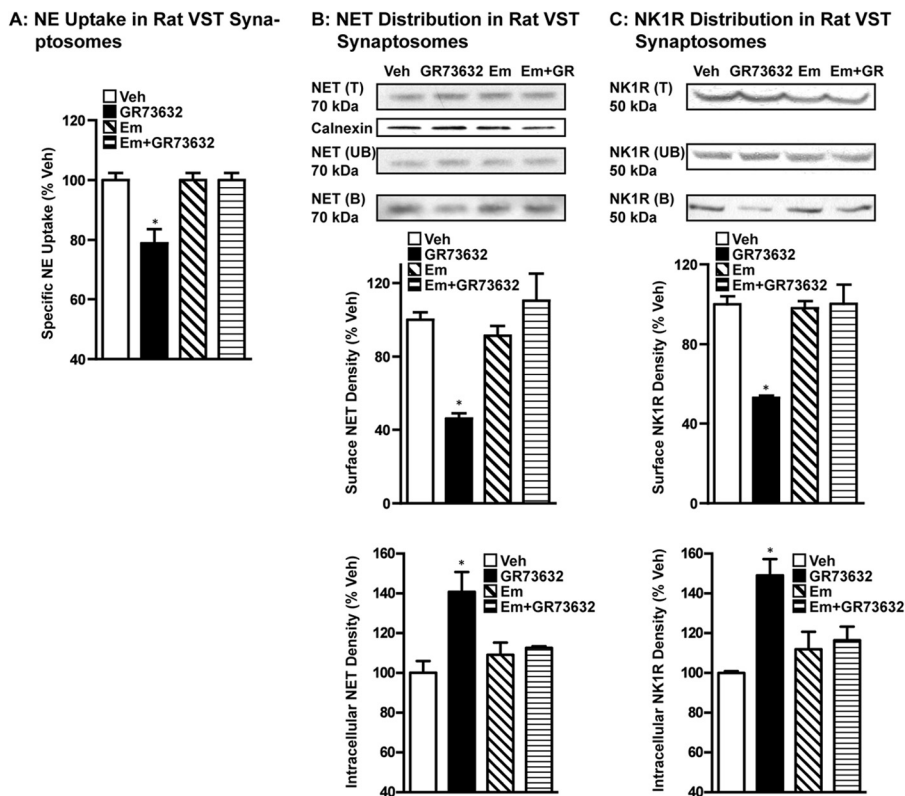 A: NE Uptake in Rat VST Syna-
ptosomes
Veh
GR73632
Em
Em+GR73632
120
100
80
60
40
*
Specific NE Uptake (% Veh)
B: NET Distribution in Rat VST
Synaptosomes
Veh GR73632 Em Em+GR
NET (T)
70 kDa
Calnexin
NET (UB)
70 kDa
NET (B)
70 kDa
Veh
GR73632
Em
Em+GR73632
120
80
40
0
*
Surface NET Density (% Veh)
160
140
120
100
80
60
40
*
Veh
GR73632
Em
Em+GR73632
Intracellular NET Density (% Veh)
C: NK1R Distribution in Rat VST
Synaptosomes
Veh GR73632 Em Em+GR
NK1R (T)
50 kDa
NK1R (UB)
50 kDa
NK1R (B)
50 kDa
Veh
GR73632
Em
Em+GR73632
120
80
40
0
*
Surface NK1R Density (% Veh)
160
140
120
100
80
60
40
*
Veh
GR73632
Em
Em+GR73632
Intracellular NK1R Density (% Veh)